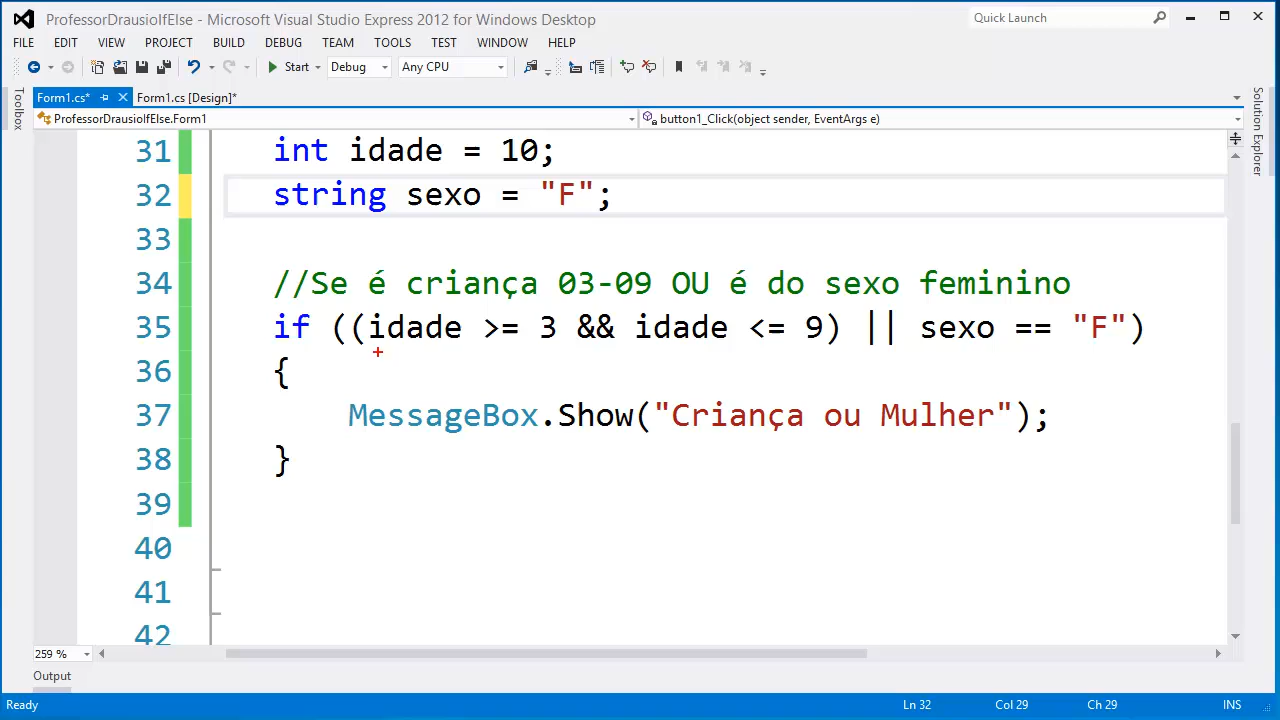 ProfessorDrausioIfElse - Microsoft Visual Studio Express 2012 for Windows Desktop
Quick Launch
FILE EDIT VIEW PROJECT BUILD DEBUG TEAM TOOLS TEST WINDOW HELP
Start Debug Any CPU
Toolbox
Form1.cs* Form1.cs [Design]*
Solution Explorer
ProfessorDrausioIfElse.Form1 button1_Click(object sender, EventArgs e)
31 int idade = 10;
32 string sexo = "F";
33
34 //Se é criança 03-09 OU é do sexo feminino
35 if ((idade >= 3 && idade <= 9) || sexo == "F")
36 {
37 MessageBox.Show("Criança ou Mulher");
38 }
39
40
41
42
259 %
Output
Ready Ln 32 Col 29 Ch 29 INS